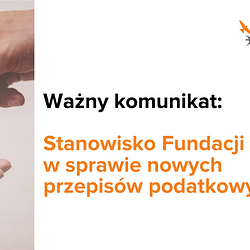 Ważny komunikat:
Stanowisko Fundacji
w sprawie nowych
przepisów podatkowy